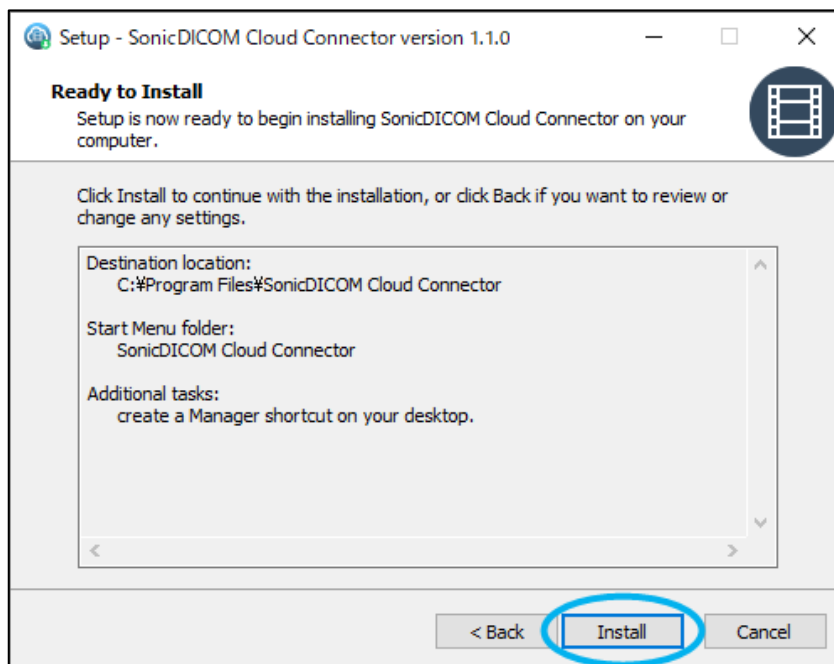 Setup - SonicDICOM Cloud Connector version 1.1.0
Ready to Install
Setup is now ready to begin installing SonicDICOM Cloud Connector on your
computer.
Click Install to continue with the installation, or click Back if you want to review or
change any settings.
Destination location:
C:¥Program Files¥SonicDICOM Cloud Connector
Start Menu folder:
SonicDICOM Cloud Connector
Additional tasks:
create a Manager shortcut on your desktop.
< Back
Install
Cancel